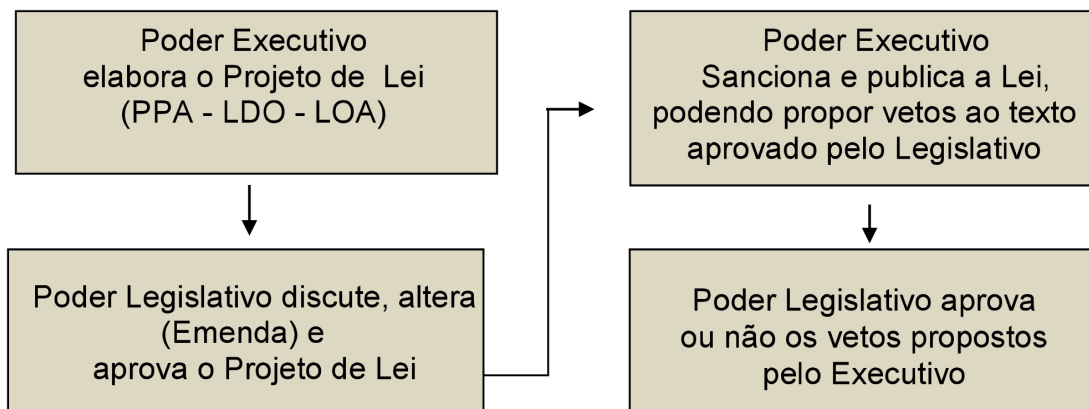 Poder Executivo
elabora o Projeto de Lei
(PPA - LDO - LOA)
Poder Legislativo discute, altera
(Emenda) e
aprova o Projeto de Lei
Poder Executivo
Sanciona e publica a Lei,
podendo propor vetos ao texto
aprovado pelo Legislativo
Poder Legislativo aprova
ou não os vetos propostos
pelo Executivo